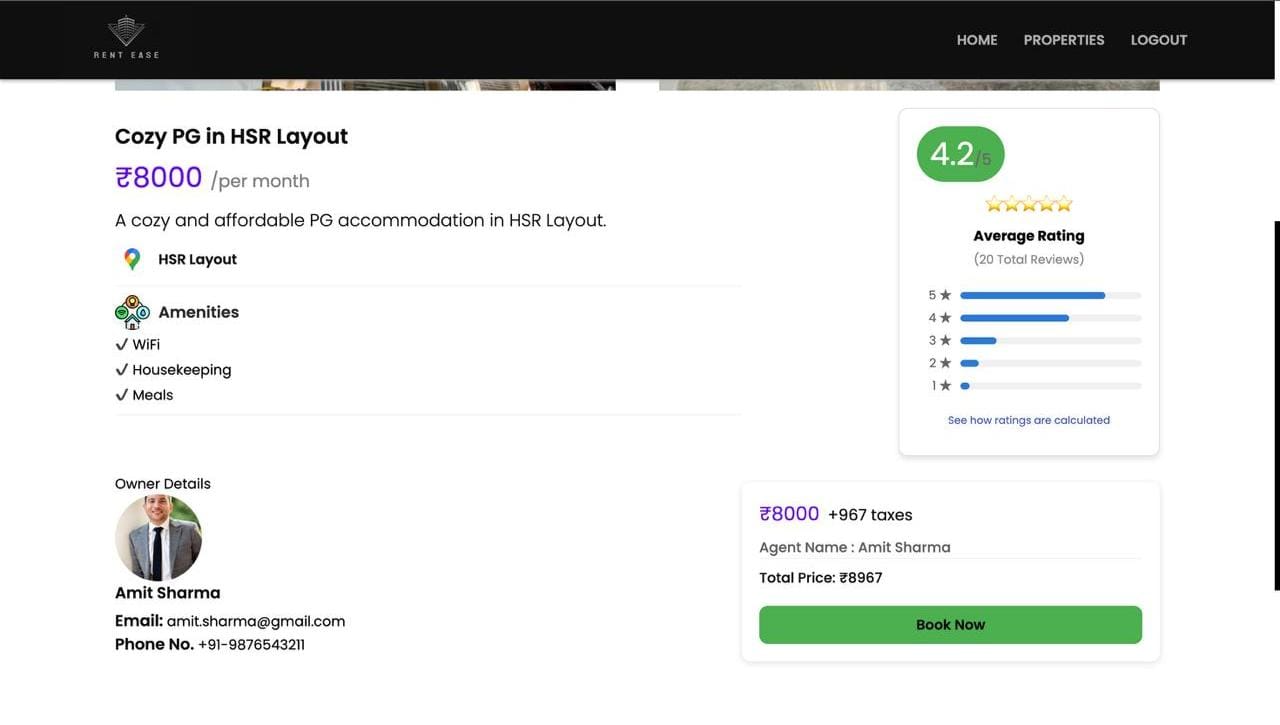 RENT EASE
HOME PROPERTIES LOGOUT
Cozy PG in HSR Layout
₹8000 /per month
A cozy and affordable PG accommodation in HSR Layout.
HSR Layout
Amenities
✓ WiFi
✓ Housekeeping
✓ Meals
4.2/5
Average Rating
(20 Total Reviews)
5 ★
4 ★
3 ★
2 ★
1 ★
See how ratings are calculated
Owner Details
Amit Sharma
Email: amit.sharma@gmail.com
Phone No. +91-9876543211
₹8000 +967 taxes
Agent Name : Amit Sharma
Total Price: ₹8967
Book Now